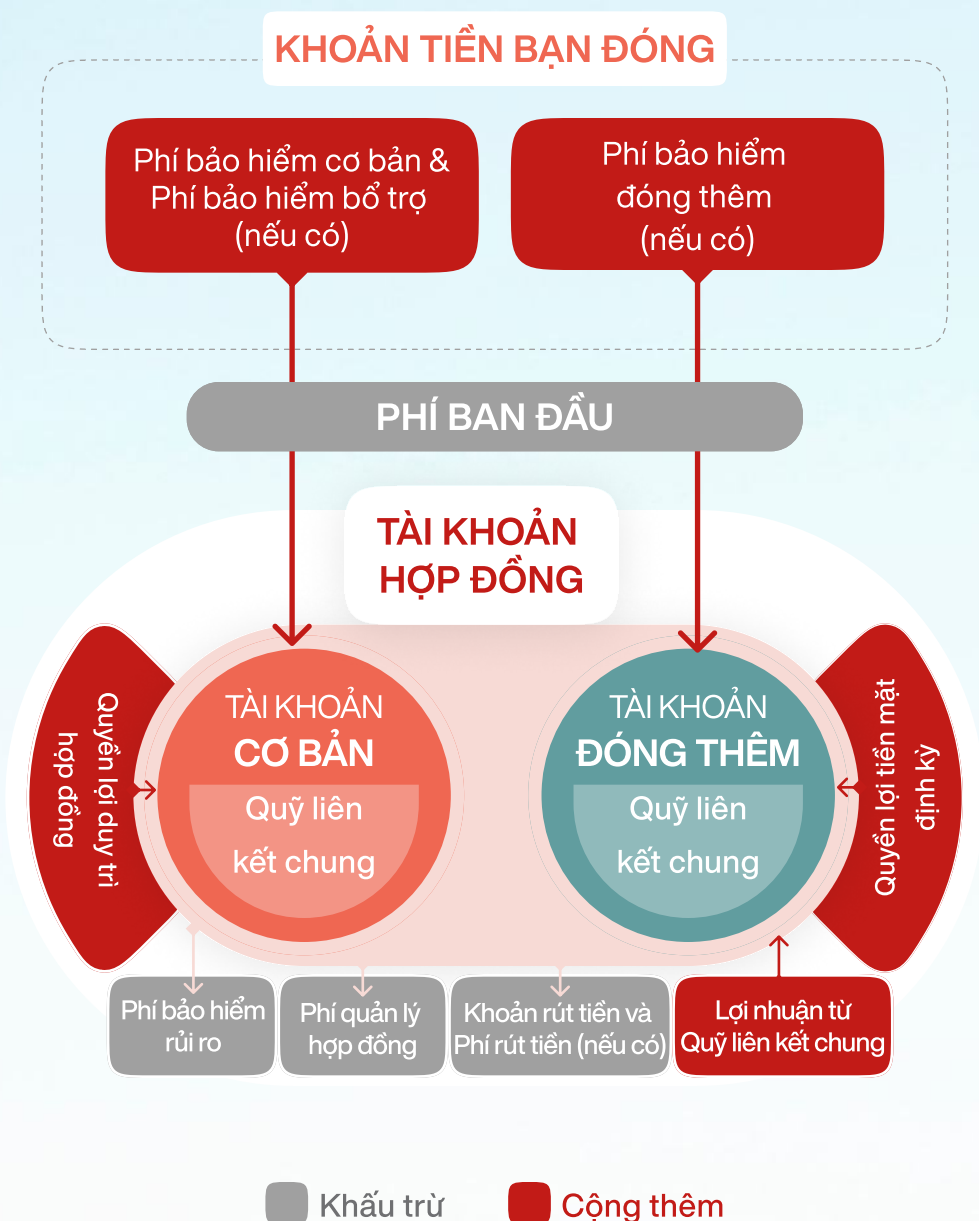 KHOẢN TIỀN BẠN ĐÓNG
Phí bảo hiểm cơ bản &
Phí bảo hiểm bổ trợ
(nếu có)
Phí bảo hiểm
đóng thêm
(nếu có)
PHÍ BAN ĐẦU
TÀI KHOẢN
HỢP ĐỒNG
Quyền lợi duy trì
hợp đồng
TÀI KHOẢN
CƠ BẢN
Quỹ liên
kết chung
TÀI KHOẢN
ĐÓNG THÊM
Quỹ liên
kết chung
Quyền lợi tiền mặt
định kỳ
Phí bảo hiểm
rủi ro
Phí quản lý
hợp đồng
Khoản rút tiền và
Phí rút tiền (nếu có)
Lợi nhuận từ
Quỹ liên kết chung
Khấu trừ
Cộng thêm